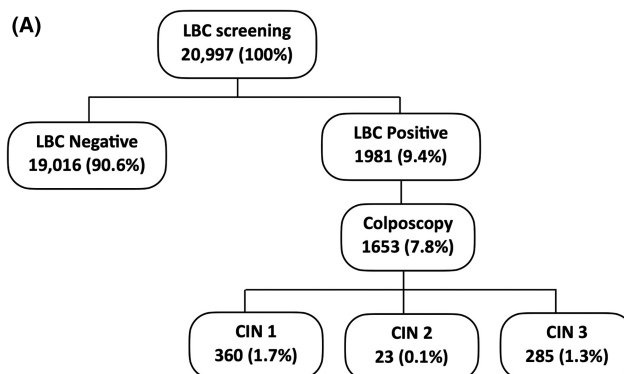 (A)
LBC screening
20,997 (100%)
LBC Negative
19,016 (90.6%)
LBC Positive
1981 (9.4%)
Colposcopy
1653 (7.8%)
CIN 1
360 (1.7%)
CIN 2
23 (0.1%)
CIN 3
285 (1.3%)